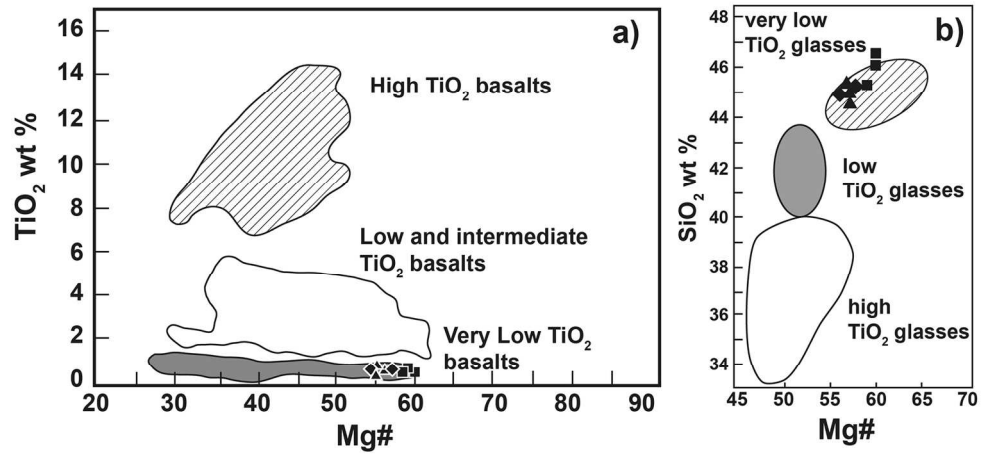 a)
TiO₂ wt %
16
14
12
10
8
6
4
2
0
High TiO₂ basalts
Low and intermediate
TiO₂ basalts
Very Low TiO₂
basalts
20 30 40 50 60 70 80 90
Mg#
b)
SiO₂ wt %
48
46
44
42
40
38
36
34
very low
TiO₂ glasses
low
TiO₂ glasses
high
TiO₂ glasses
45 50 55 60 65 70
Mg#